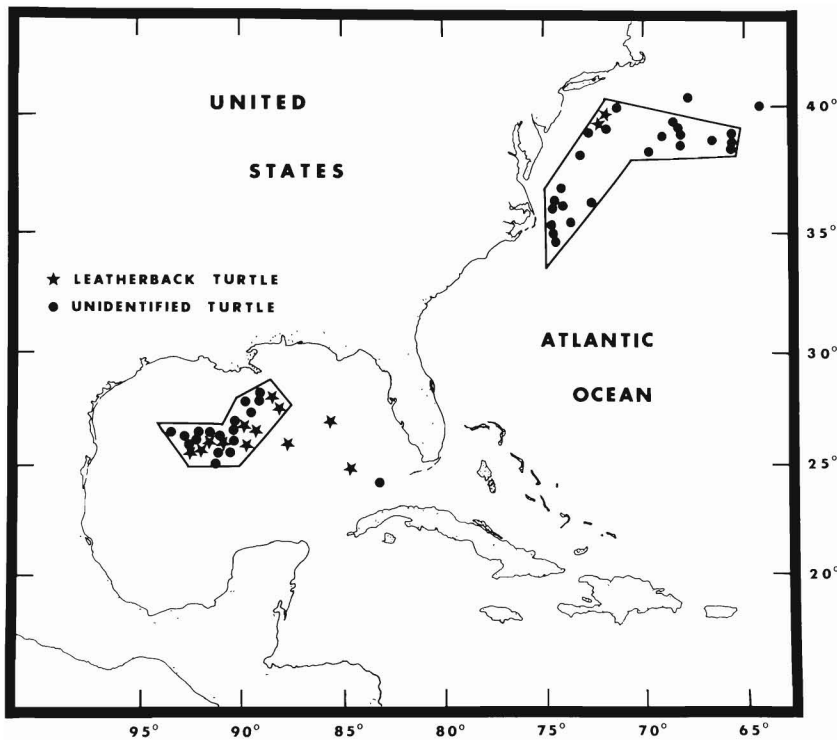 UNITED
STATES
★ LEATHERBACK TURTLE
● UNIDENTIFIED TURTLE
ATLANTIC
OCEAN
40°
35°
30°
25°
20°
95° 90° 85° 80° 75° 70° 65°